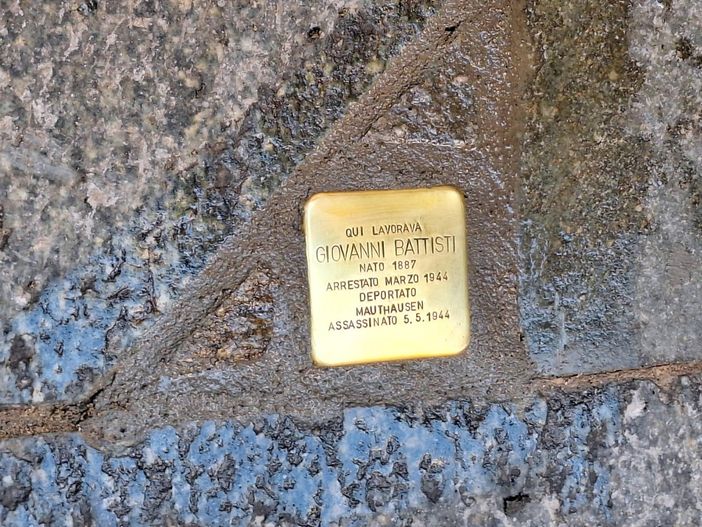 QUI LAVORAVA
GIOVANNI BATTISTI
NATO 1887
ARRESTATO MARZO 1944
DEPORTATO
MAUTHAUSEN
ASSASSINATO 5.5.1944